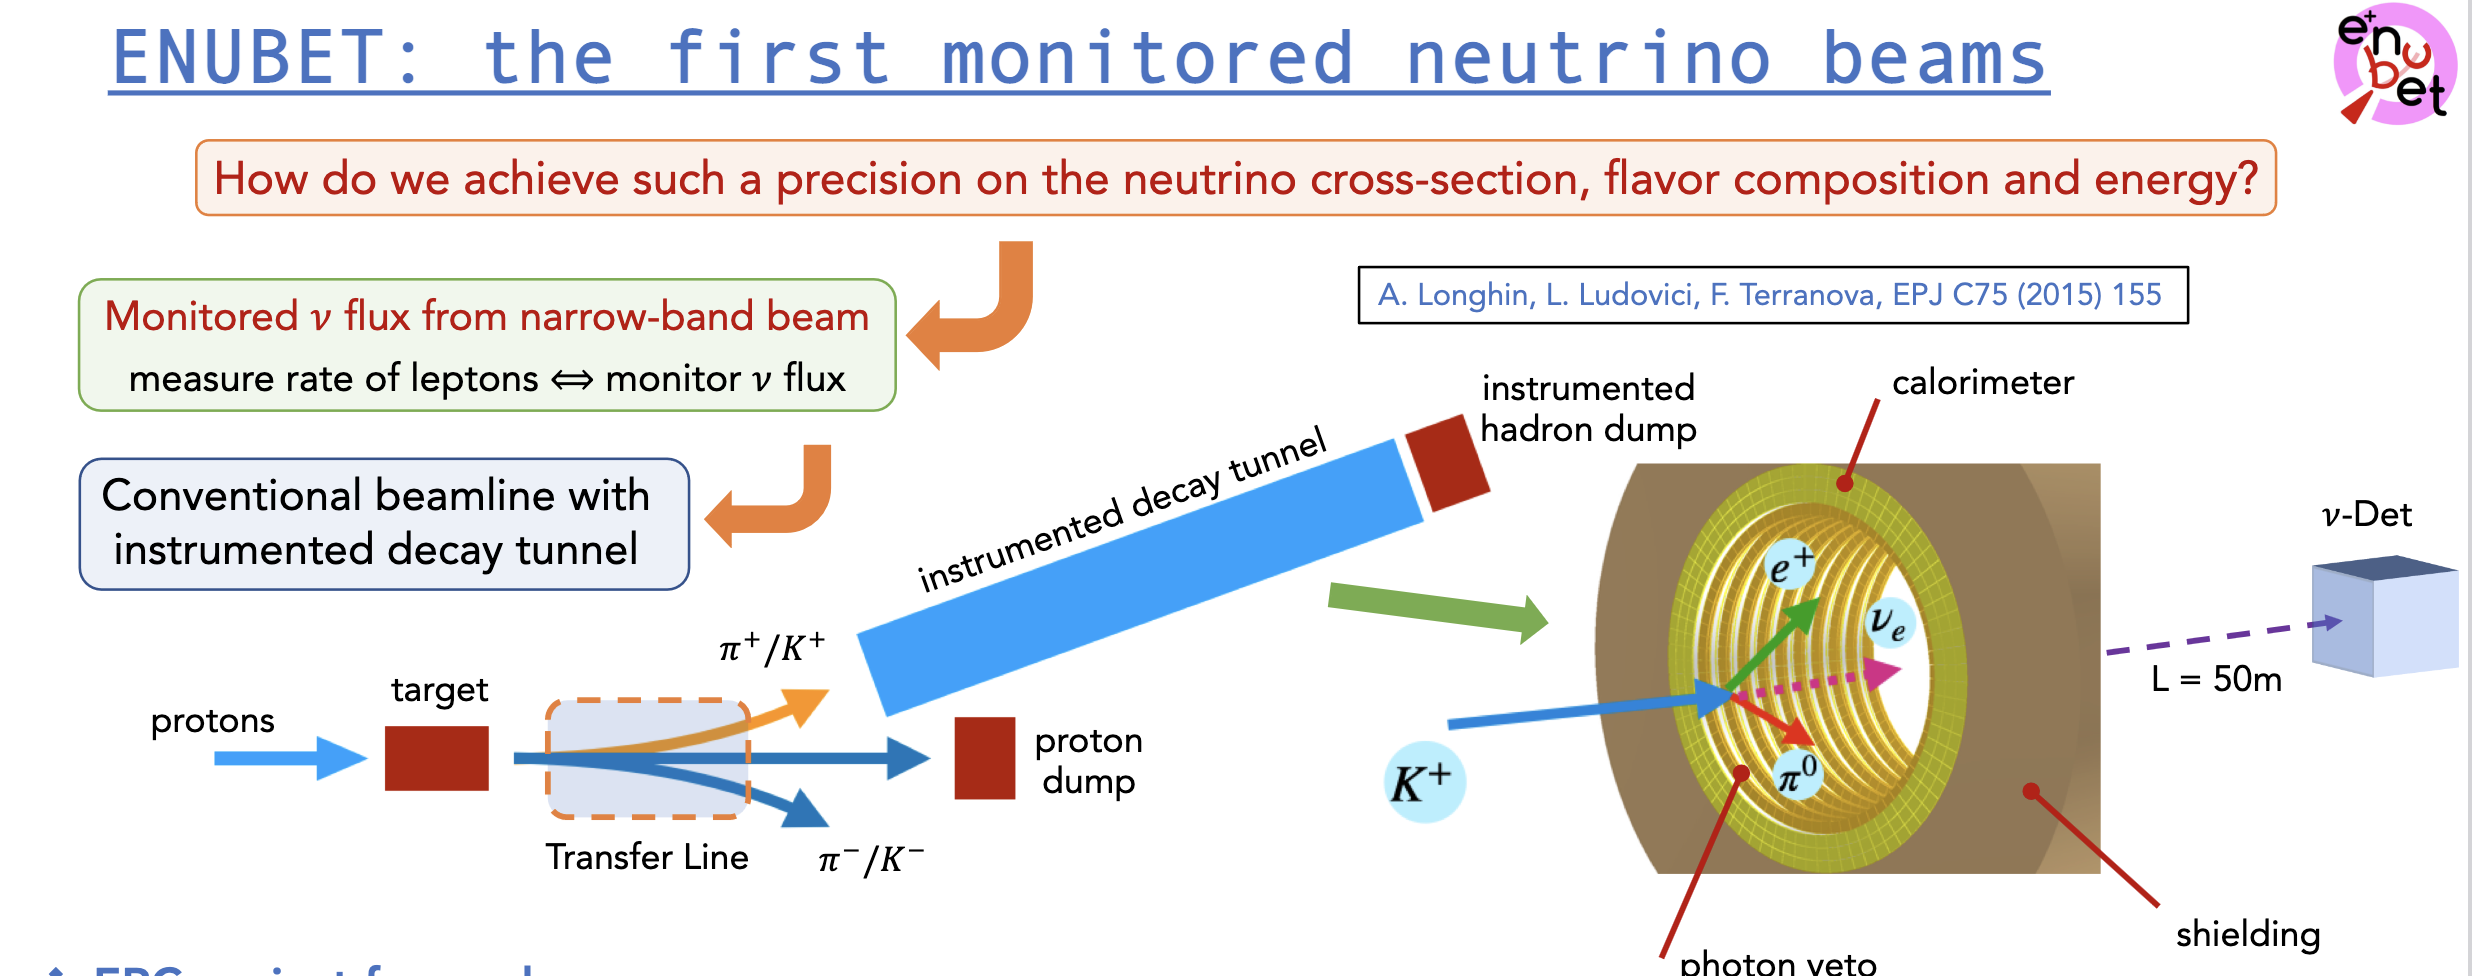 ENUBET: the first monitored neutrino beams
e⁺nubet
How do we achieve such a precision on the neutrino cross-section, flavor composition and energy?
Monitored ν flux from narrow-band beam
measure rate of leptons ⇔ monitor ν flux
A. Longhin, L. Ludovici, F. Terranova, EPJ C75 (2015) 155
Conventional beamline with
instrumented decay tunnel
instrumented decay tunnel
instrumented
hadron dump
calorimeter
ν-Det
e⁺
νₑ
π⁺/K⁺
target
protons
proton
dump
Transfer Line
π⁻/K⁻
K⁺
π⁰
L = 50m
shielding
photon veto